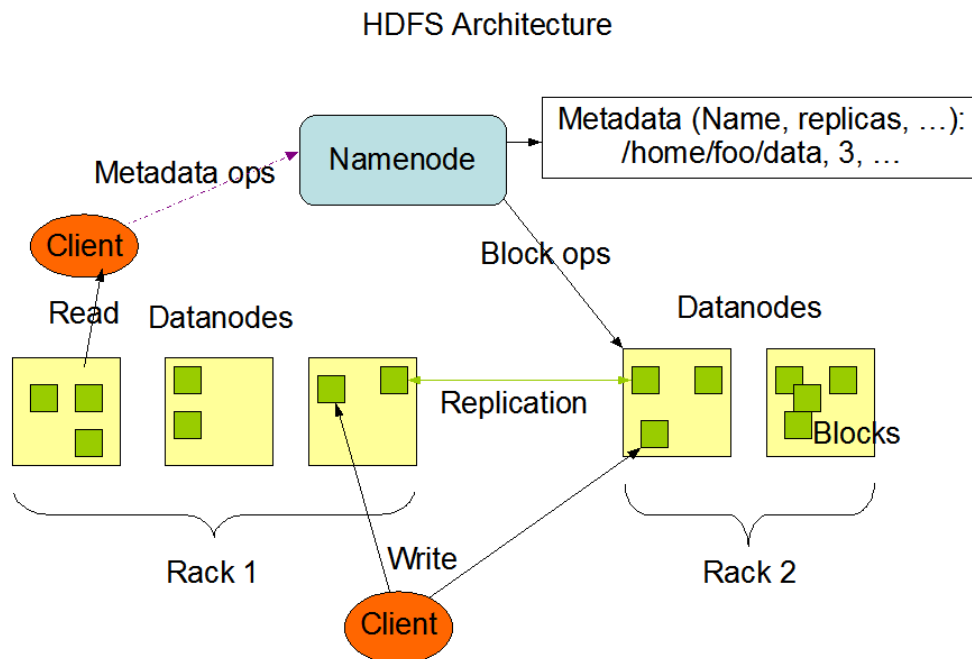 HDFS Architecture
Metadata (Name, replicas, …):
/home/foo/data, 3, …
Namenode
Metadata ops
Client
Block ops
Read
Datanodes
Datanodes
Replication
Blocks
Rack 1
Write
Rack 2
Client